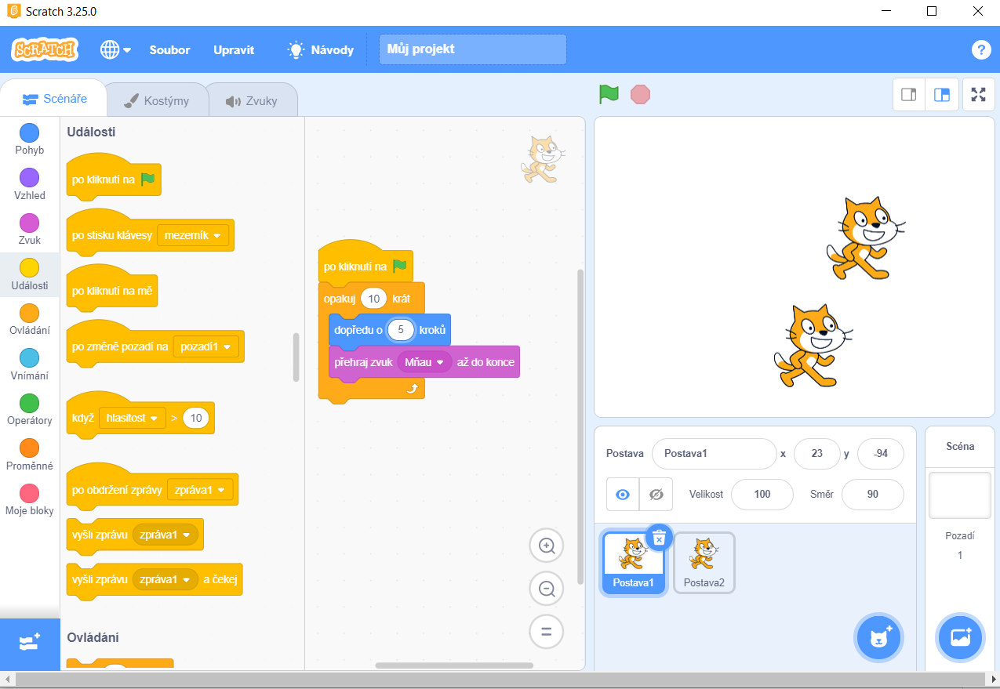 Scratch 3.25.0
SCRATCH
Soubor
Upravit
Návody
Můj projekt
?
Scénáře
Kostýmy
Zvuky
Pohyb
Vzhled
Zvuk
Události
Ovládání
Vnímání
Operátory
Proměnné
Moje bloky
Události
po kliknutí na
po stisku klávesy mezerník
po kliknutí na mě
po změně pozadí na pozadí1
když hlasitost > 10
po obdržení zprávy zpráva1
vyšli zprávu zpráva1
vyšli zprávu zpráva1 a čekej
Ovládání
po kliknutí na
opakuj 10 krát
dopředu o 5 kroků
přehraj zvuk Mňau až do konce
Postava Postava1 x 23 y -94
Velikost 100 Směr 90
Postava1
Postava2
Scéna
Pozadí
1